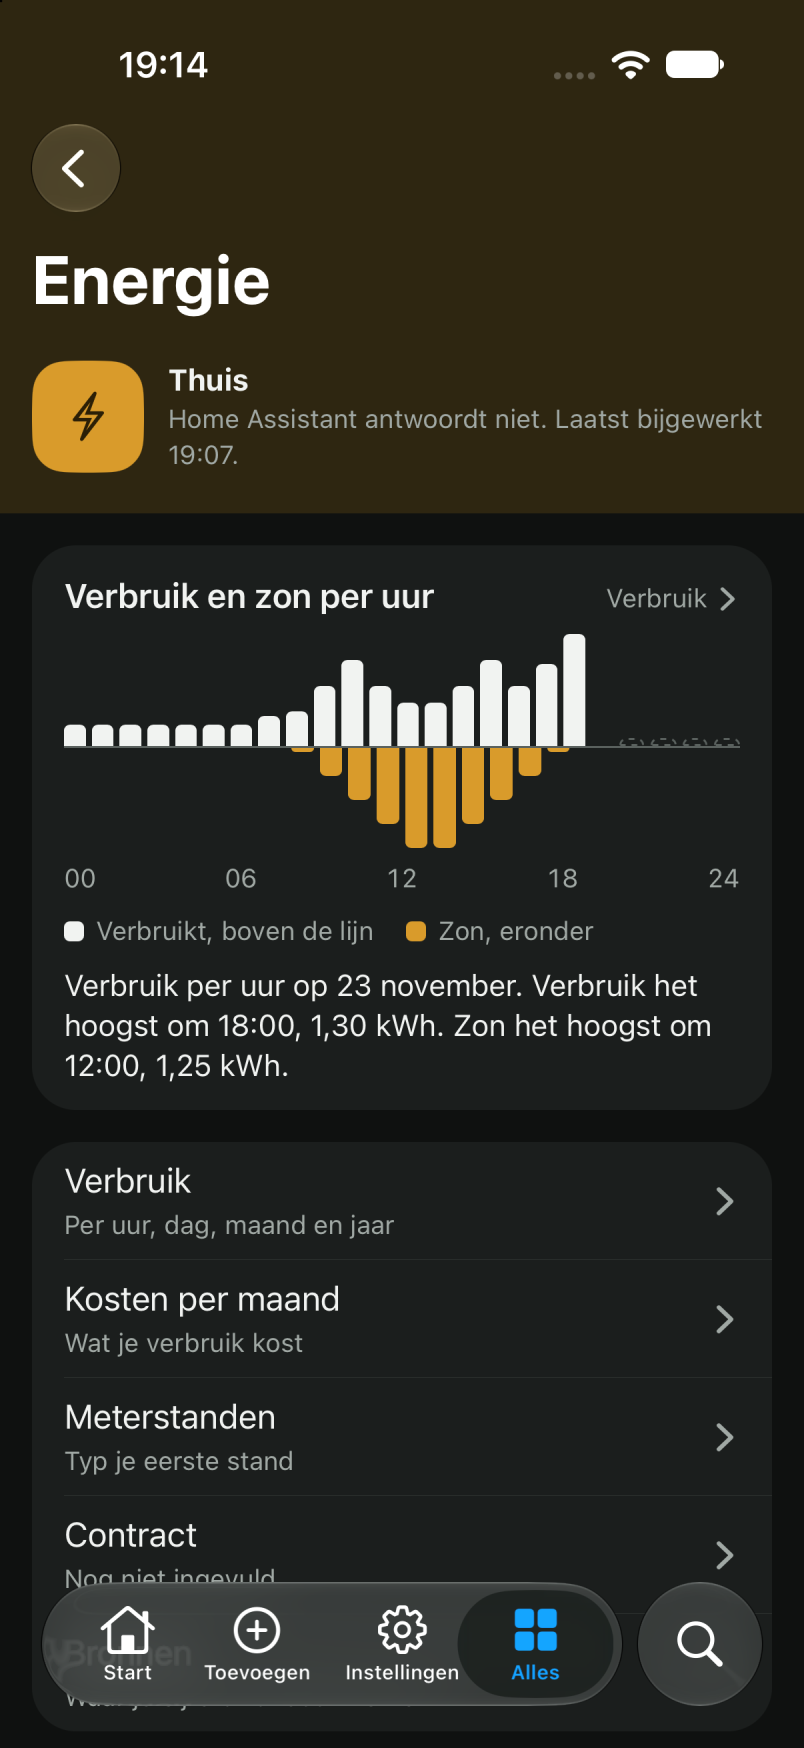 19:14
Energie
Thuis
Home Assistant antwoordt niet. Laatst bijgewerkt
19:07.
Verbruik en zon per uur
Verbruik
00 06 12 18 24
Verbruikt, boven de lijn
Zon, eronder
Verbruik per uur op 23 november. Verbruik het
hoogst om 18:00, 1,30 kWh. Zon het hoogst om
12:00, 1,25 kWh.
Verbruik
Per uur, dag, maand en jaar
Kosten per maand
Wat je verbruik kost
Meterstanden
Typ je eerste stand
Contract
Nog niet ingevuld
Bronnen
Start
Toevoegen
Instellingen
Alles